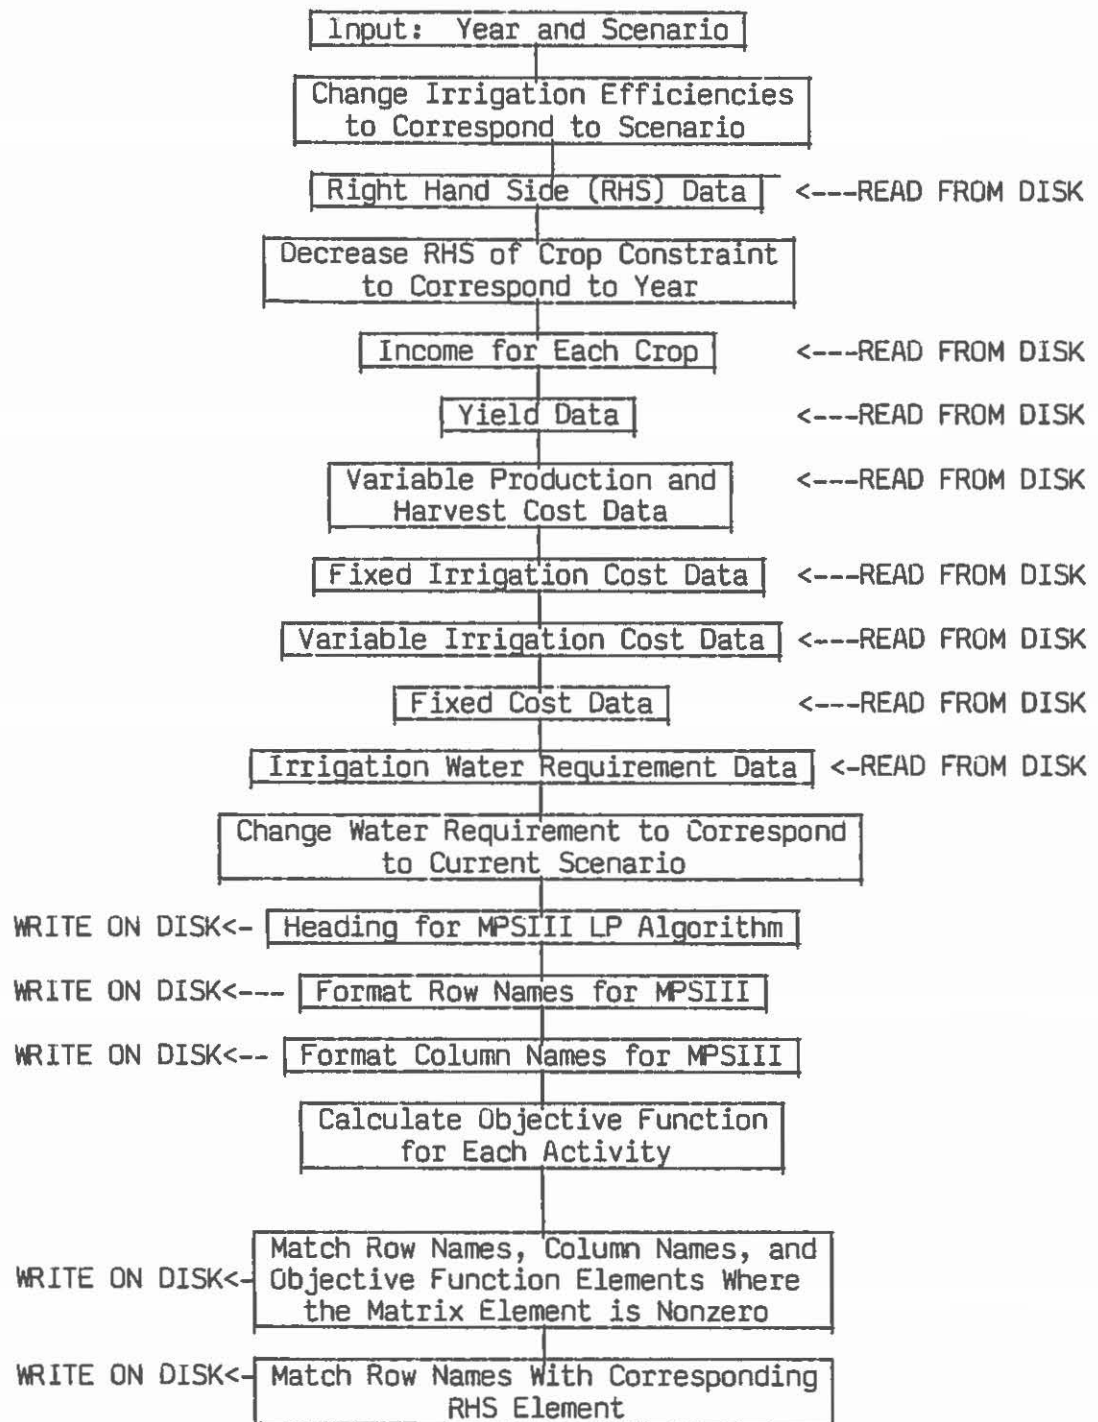 Input: Year and Scenario
Change Irrigation Efficiencies
to Correspond to Scenario
Right Hand Side (RHS) Data <---READ FROM DISK
Decrease RHS of Crop Constraint
to Correspond to Year
Income for Each Crop <---READ FROM DISK
Yield Data <---READ FROM DISK
Variable Production and <---READ FROM DISK
Harvest Cost Data
Fixed Irrigation Cost Data <---READ FROM DISK
Variable Irrigation Cost Data <---READ FROM DISK
Fixed Cost Data <---READ FROM DISK
Irrigation Water Requirement Data <-READ FROM DISK
Change Water Requirement to Correspond
to Current Scenario
WRITE ON DISK<- Heading for MPSIII LP Algorithm
WRITE ON DISK<--- Format Row Names for MPSIII
WRITE ON DISK<-- Format Column Names for MPSIII
Calculate Objective Function
for Each Activity
Match Row Names, Column Names, and
WRITE ON DISK<- Objective Function Elements Where
the Matrix Element is Nonzero
WRITE ON DISK<- Match Row Names With Corresponding
RHS Element